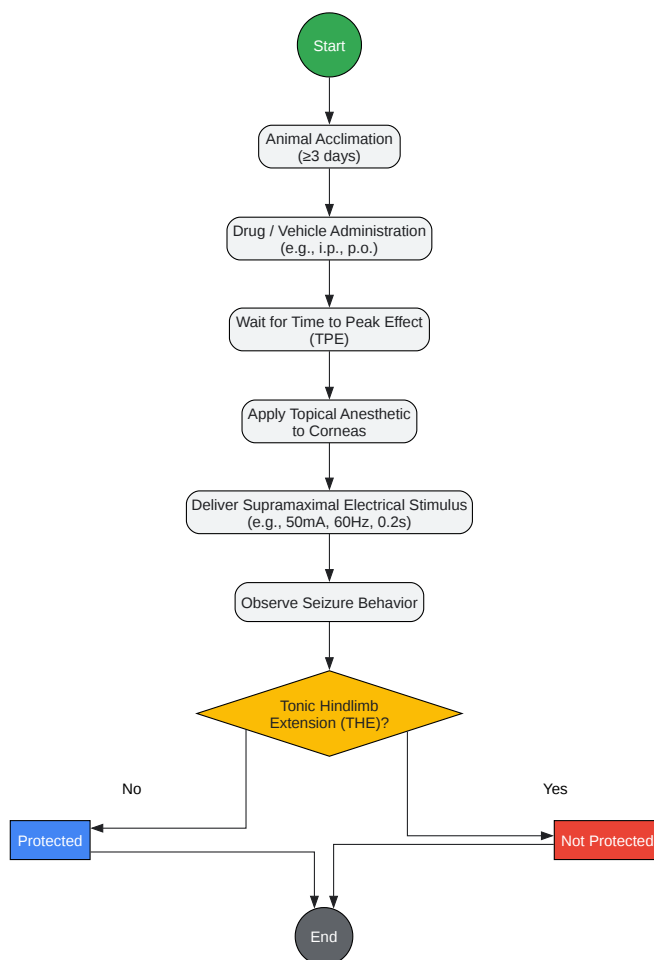 Start
Animal Acclimation
(≥3 days)
Drug / Vehicle Administration
(e.g., i.p., p.o.)
Wait for Time to Peak Effect
(TPE)
Apply Topical Anesthetic
to Corneas
Deliver Supramaximal Electrical Stimulus
(e.g., 50mA, 60Hz, 0.2s)
Observe Seizure Behavior
Tonic Hindlimb
Extension (THE)?
No
Yes
Protected
Not Protected
End